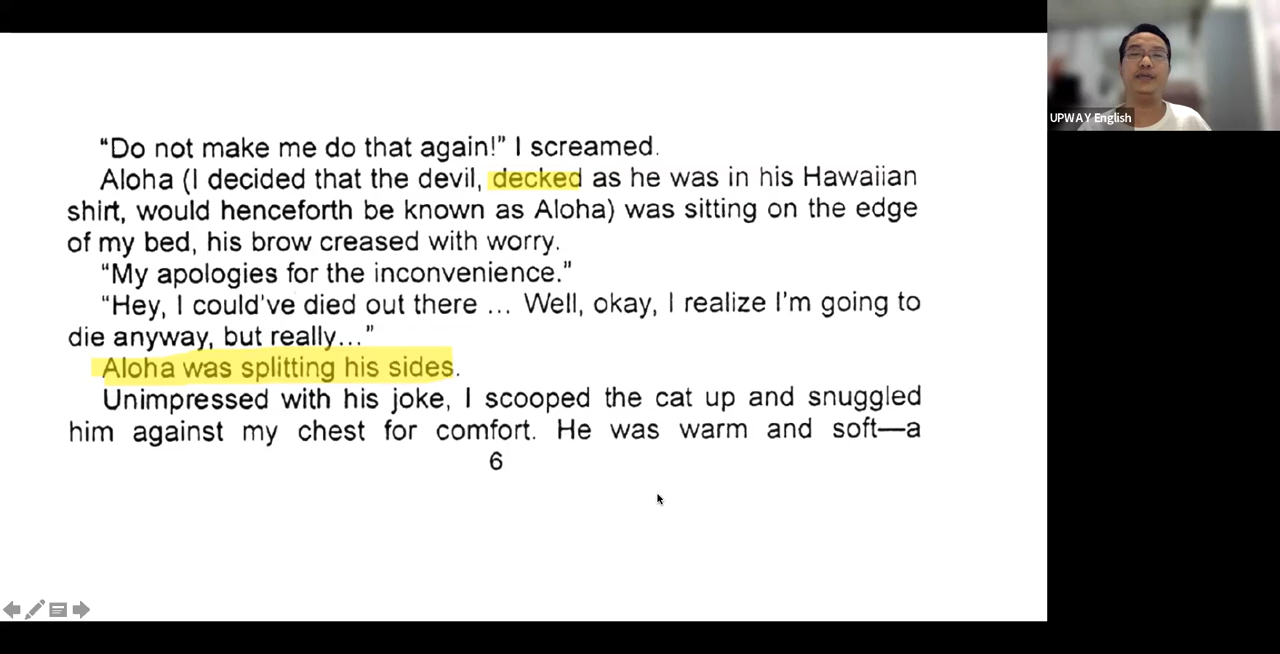 “Do not make me do that again!” I screamed.
Aloha (I decided that the devil, decked as he was in his Hawaiian
shirt, would henceforth be known as Aloha) was sitting on the edge
of my bed, his brow creased with worry.
“My apologies for the inconvenience.”
“Hey, I could've died out there ... Well, okay, I realize I'm going to
die anyway, but really...”
Aloha was splitting his sides.
Unimpressed with his joke, I scooped the cat up and snuggled
him against my chest for comfort. He was warm and soft—a
6
UPWAY English